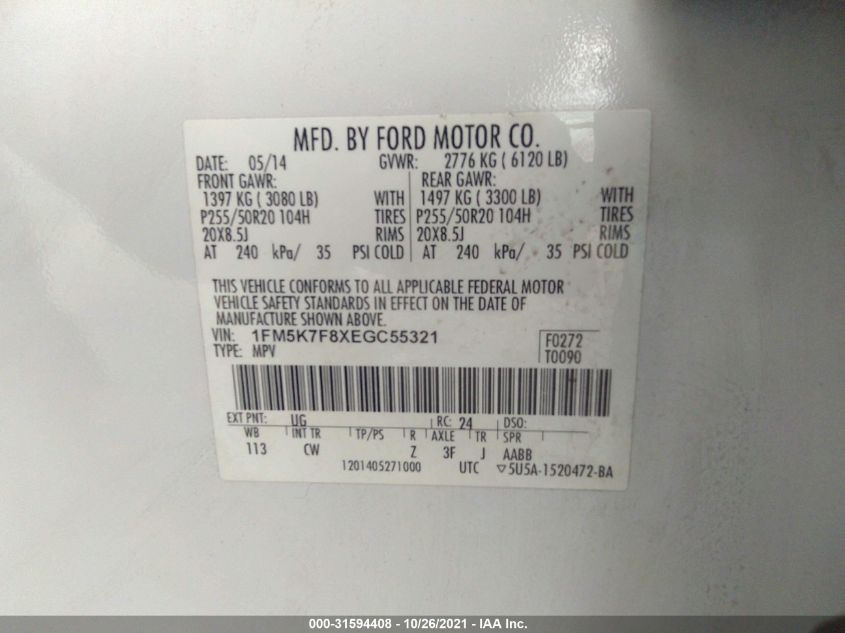 MFD. BY FORD MOTOR CO.
DATE: 05/14 GVWR: 2776 KG ( 6120 LB)
FRONT GAWR: REAR GAWR:
1397 KG ( 3080 LB) WITH 1497 KG ( 3300 LB) WITH
P255/50R20 104H TIRES P255/50R20 104H TIRES
20X8.5J RIMS 20X8.5J RIMS
AT 240 kPa/ 35 PSI COLD AT 240 kPa/ 35 PSI COLD
THIS VEHICLE CONFORMS TO ALL APPLICABLE FEDERAL MOTOR
VEHICLE SAFETY STANDARDS IN EFFECT ON THE DATE OF
MANUFACTURE SHOWN ABOVE.
VIN: 1FM5K7F8XEGC55321 F0272
TYPE: MPV T0090
EXT PNT: UG RC: 24 DSO:
WB INT TR TP/PS R AXLE TR SPR
113 CW Z 3F J AABB
1201405271000 UTC ▽5U5A-1520472-BA
000-31594408 - 10/26/2021 - IAA Inc.